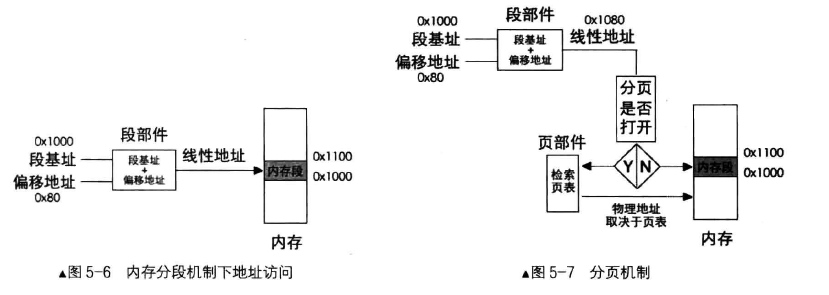 0x1000
段基址
偏移地址
0x80
段部件
段基址
+
偏移地址
线性地址
内存段
0x1100
0x1000
内存
▲图5-6 内存分段机制下地址访问
0x1000
段基址
偏移地址
0x80
段部件
段基址
+
偏移地址
0x1080
线性地址
分页
是否
打开
Y N
页部件
检索
页表
物理地址
取决于页表
内存段
0x1100
0x1000
内存
▲图5-7 分页机制